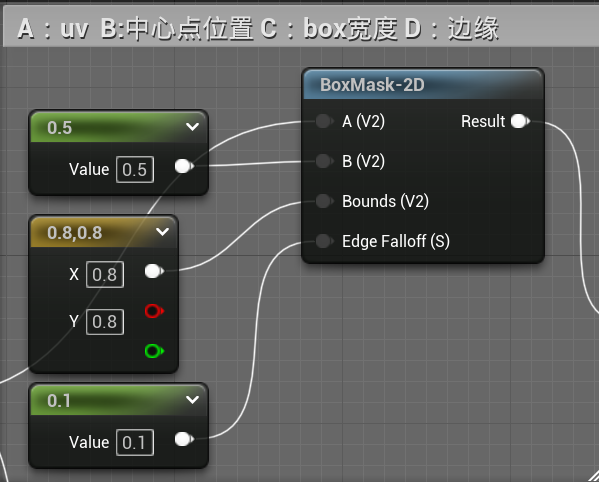 A：uv B:中心点位置 C：box宽度 D：边缘
BoxMask-2D
A (V2)
Result
B (V2)
Bounds (V2)
Edge Falloff (S)
0.5
Value 0.5
0.8,0.8
X 0.8
Y 0.8
0.1
Value 0.1